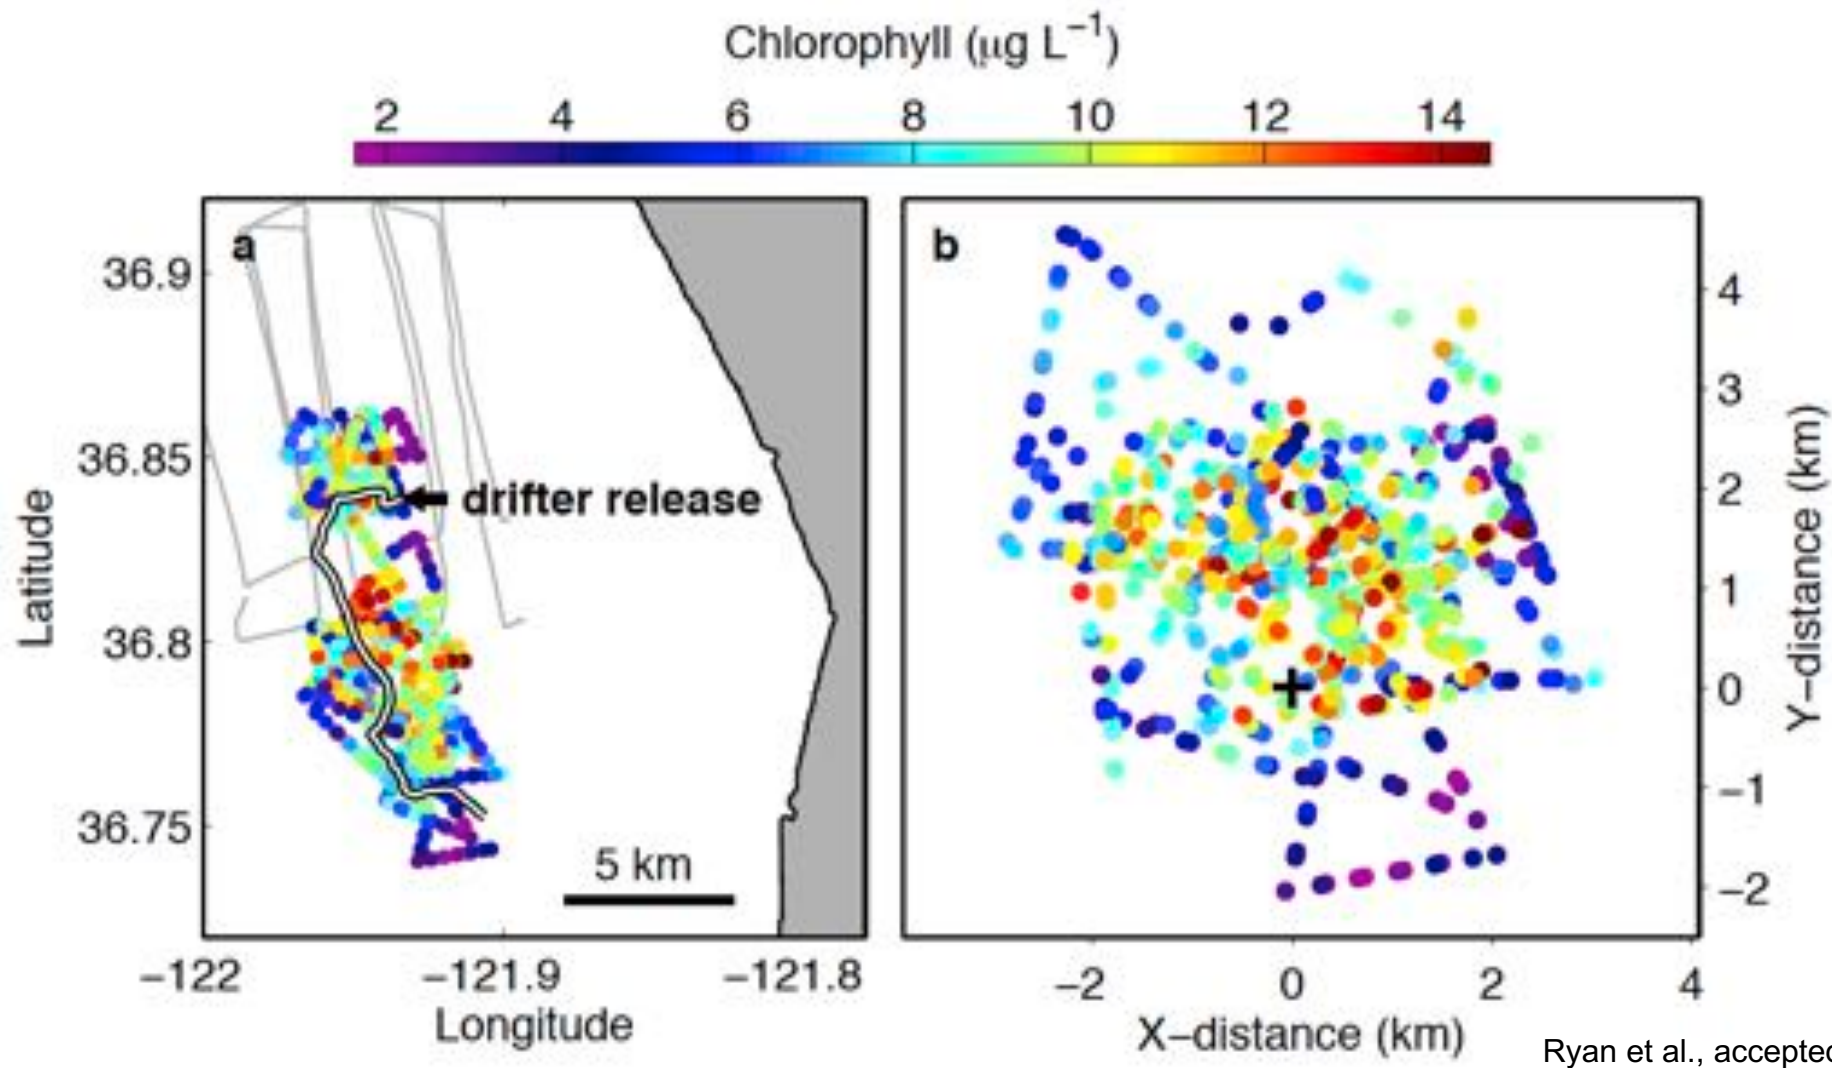 Chlorophyll (μg L⁻¹)
2 4 6 8 10 12 14
a
36.9
36.85
36.8
36.75
Latitude
drifter release
5 km
−122 −121.9 −121.8
Longitude
b
4
3
2
1
0
−1
−2
Y−distance (km)
−2 0 2 4
X−distance (km)
Ryan et al., accepted